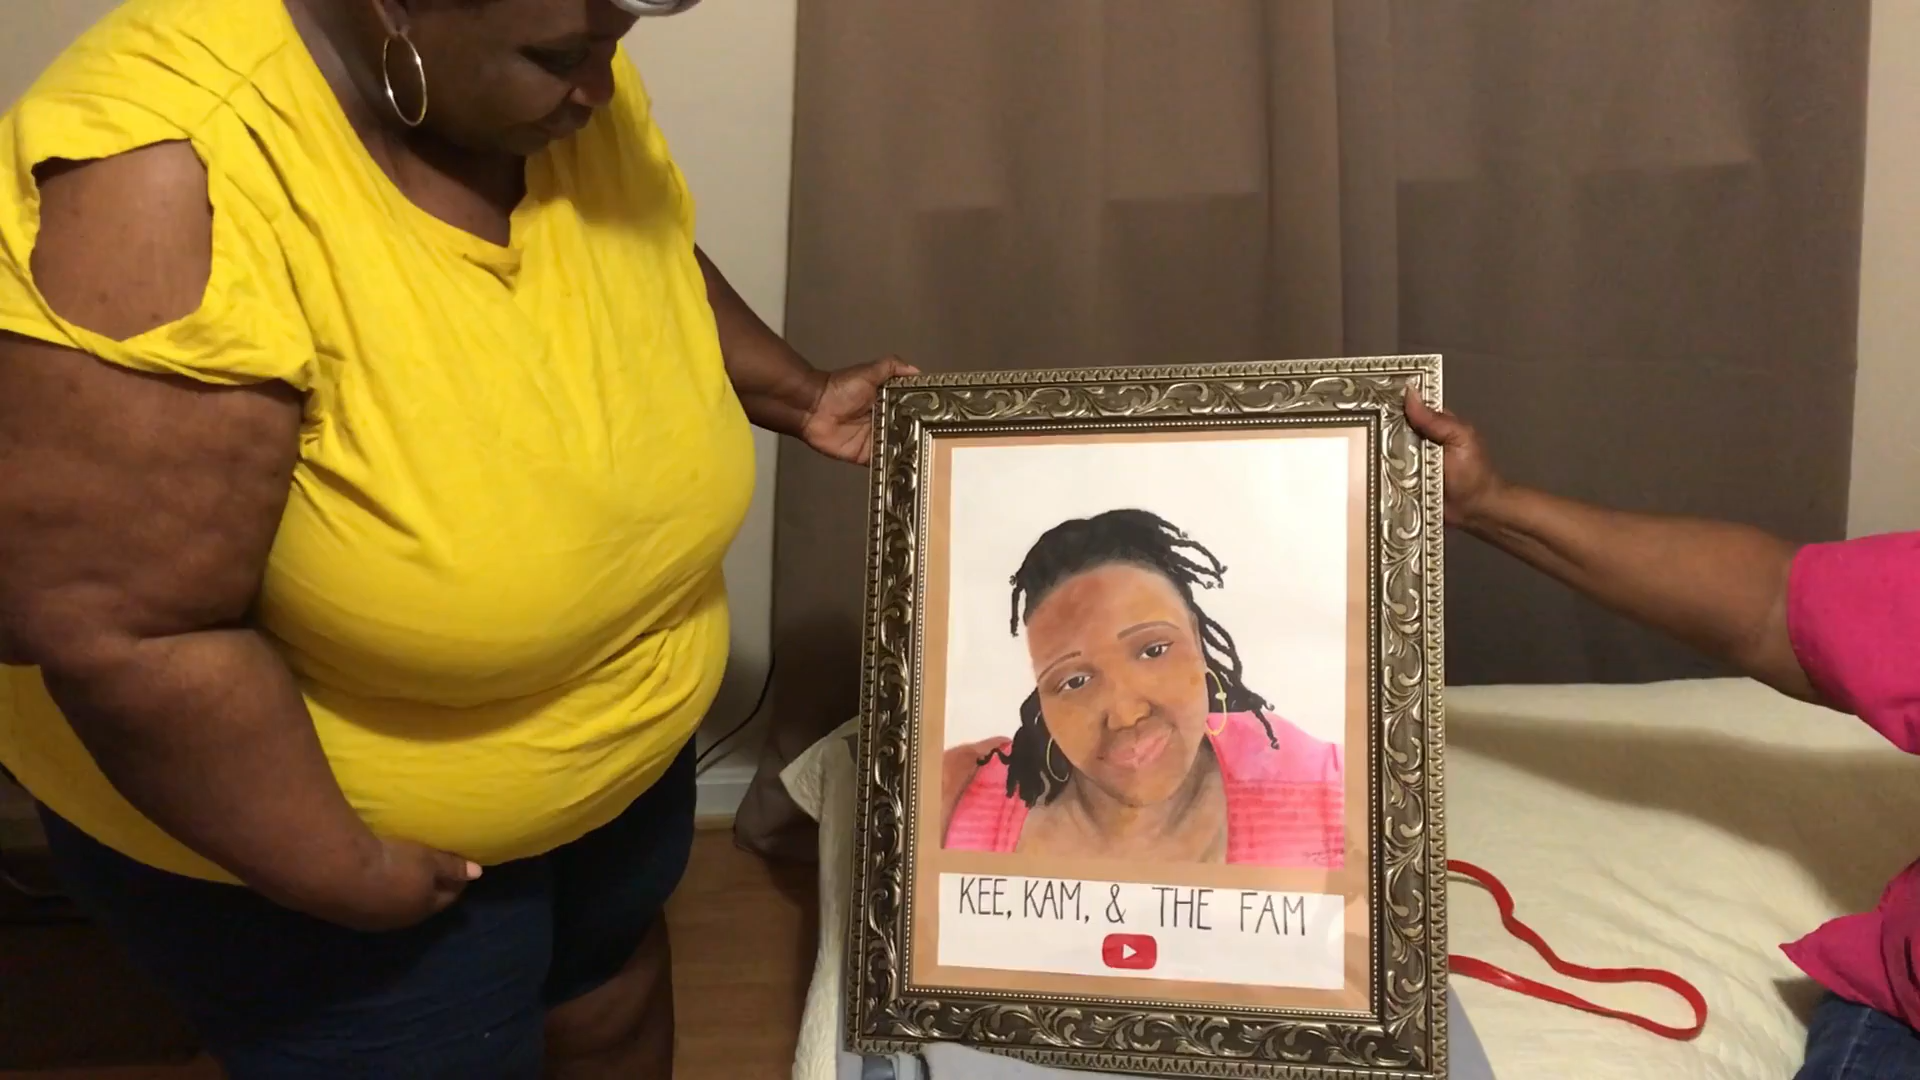 KEE, KAM, & THE FAM